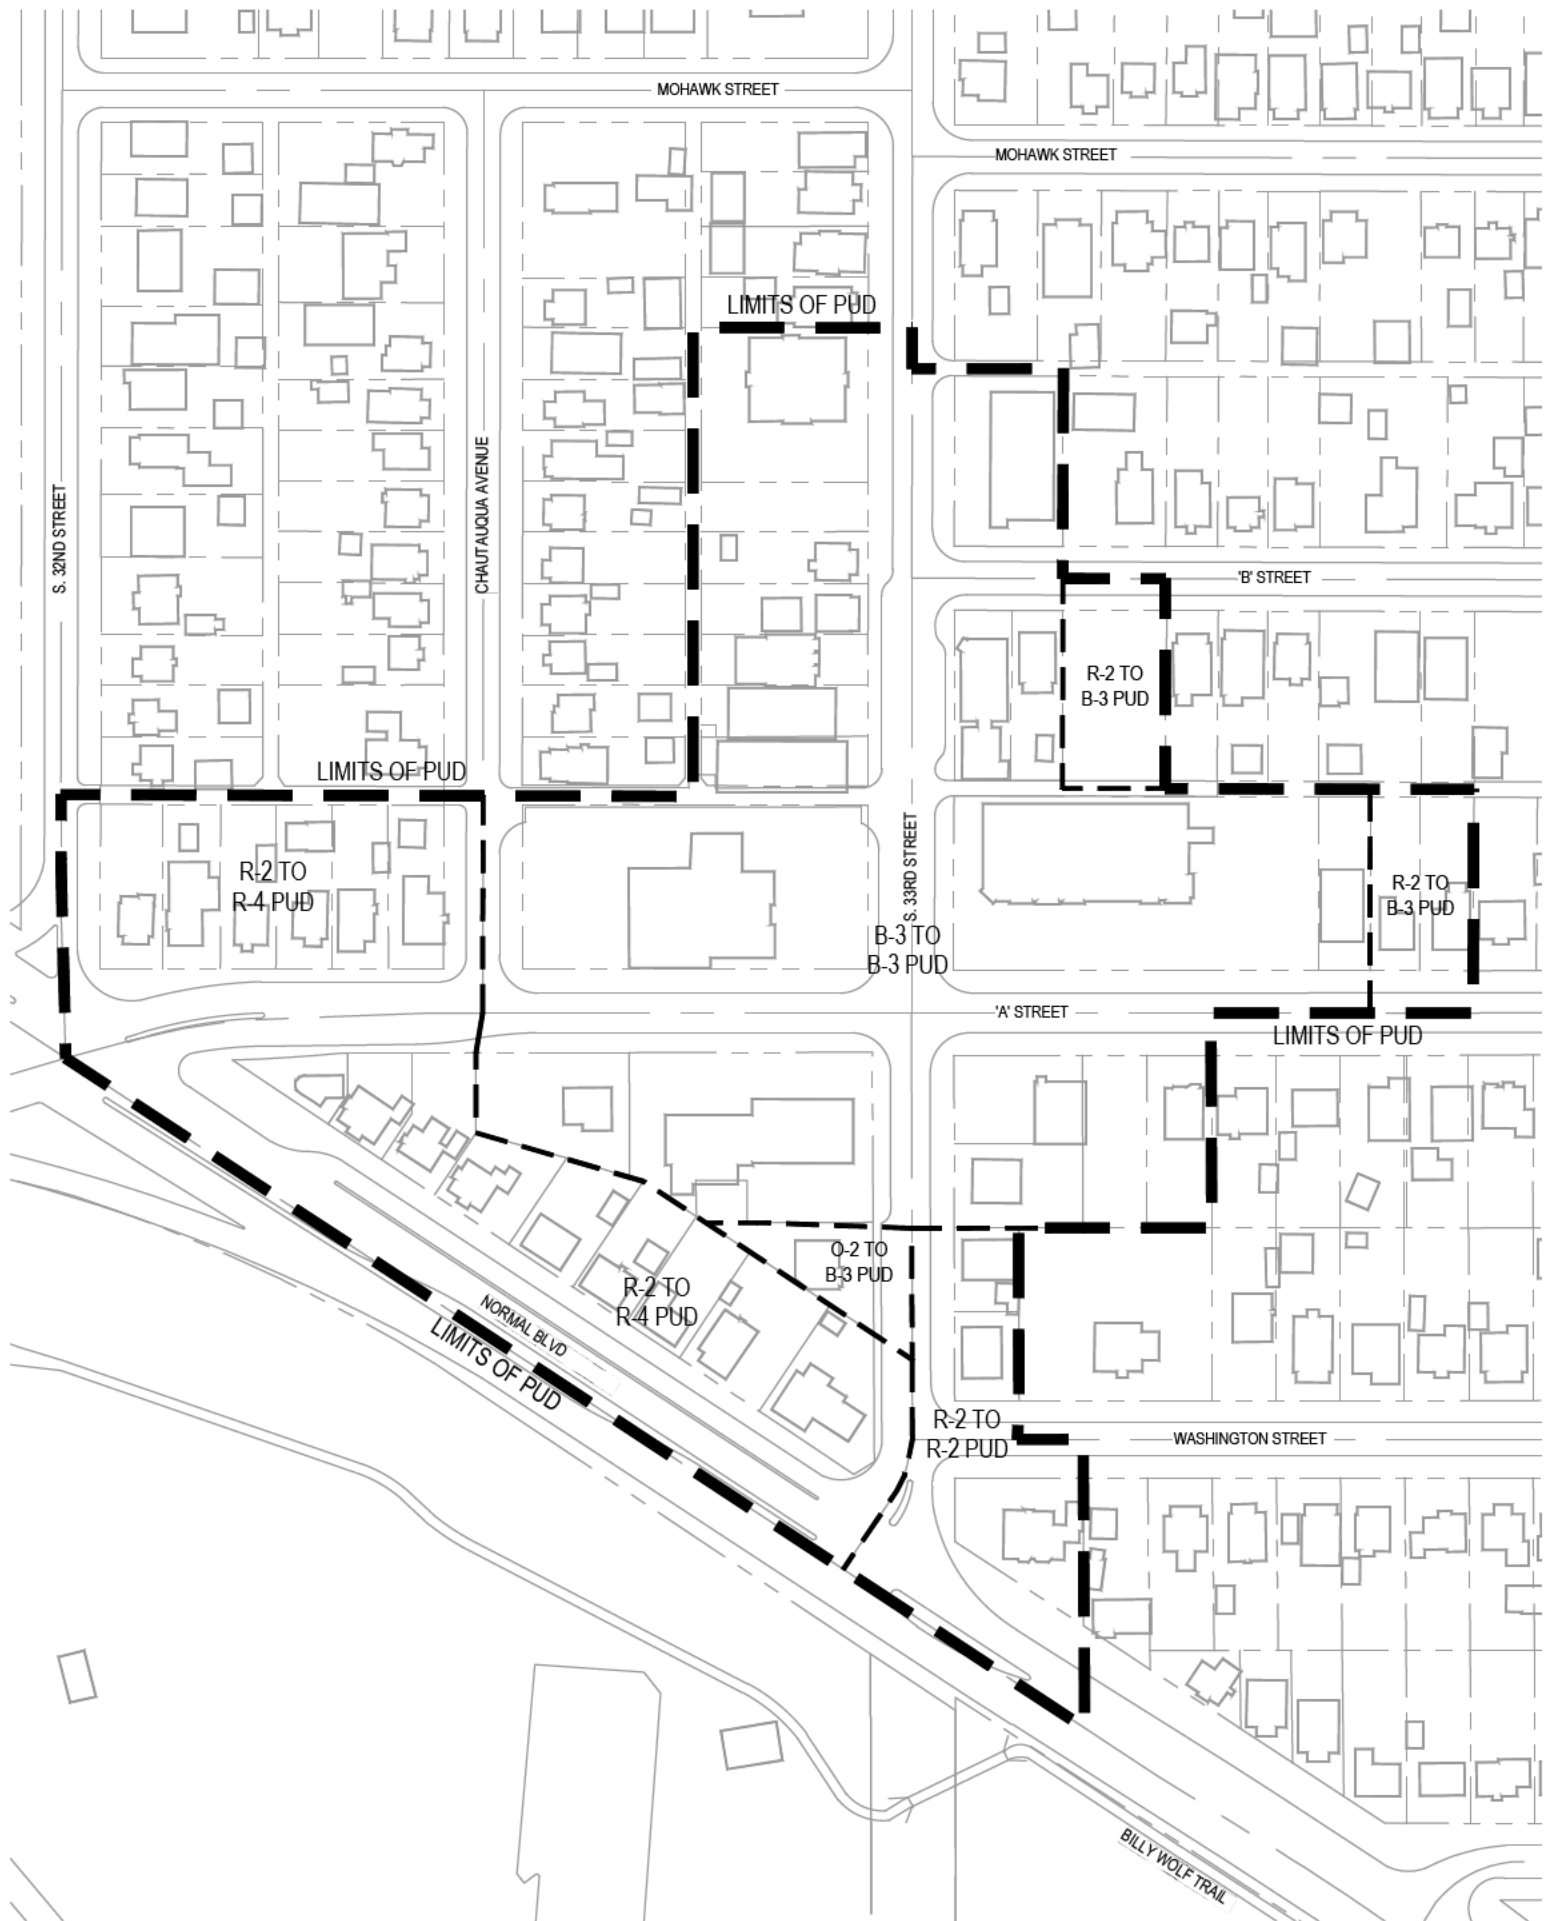 MOHAWK STREET
MOHAWK STREET
LIMITS OF PUD
S. 32ND STREET
CHAUTAUQUA AVENUE
'B' STREET
R-2 TO
B-3 PUD
LIMITS OF PUD
R-2 TO
R-4 PUD
S. 33RD STREET
R-2 TO
B-3 PUD
B-3 TO
B-3 PUD
'A' STREET
LIMITS OF PUD
O-2 TO
B-3 PUD
R-2 TO
R-4 PUD
NORMAL BLVD
LIMITS OF PUD
R-2 TO
R-2 PUD
WASHINGTON STREET
BILLY WOLF TRAIL